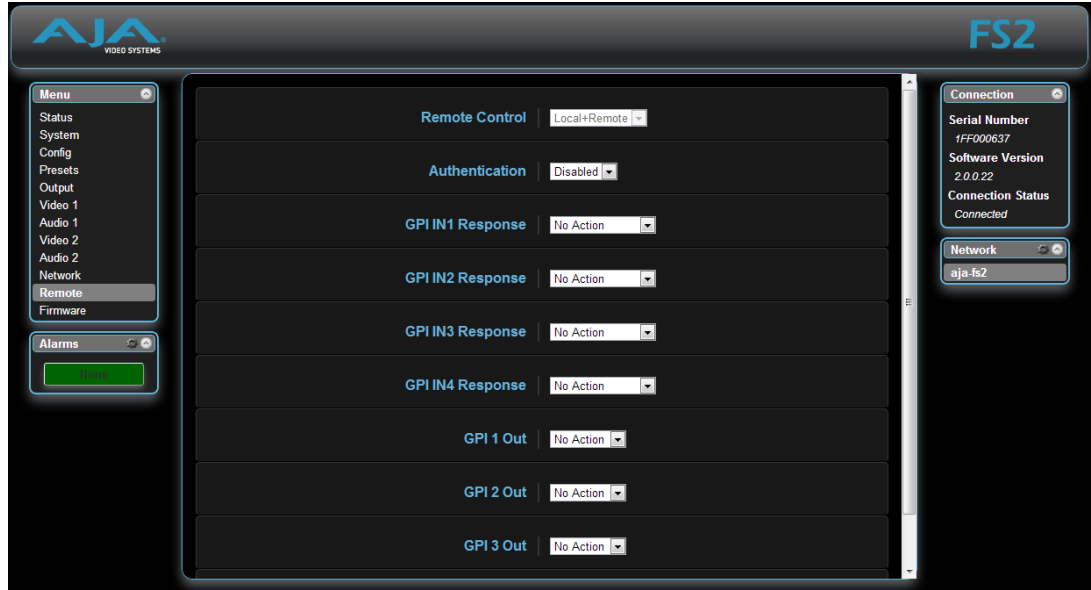 AJA
VIDEO SYSTEMS
FS2
Menu
Status
System
Config
Presets
Output
Video 1
Audio 1
Video 2
Audio 2
Network
Remote
Firmware
Alarms
None
Remote Control Local+Remote
Authentication Disabled
GPI IN1 Response No Action
GPI IN2 Response No Action
GPI IN3 Response No Action
GPI IN4 Response No Action
GPI 1 Out No Action
GPI 2 Out No Action
GPI 3 Out No Action
Connection
Serial Number
1FF000637
Software Version
2.0.0.22
Connection Status
Connected
Network
aja-fs2